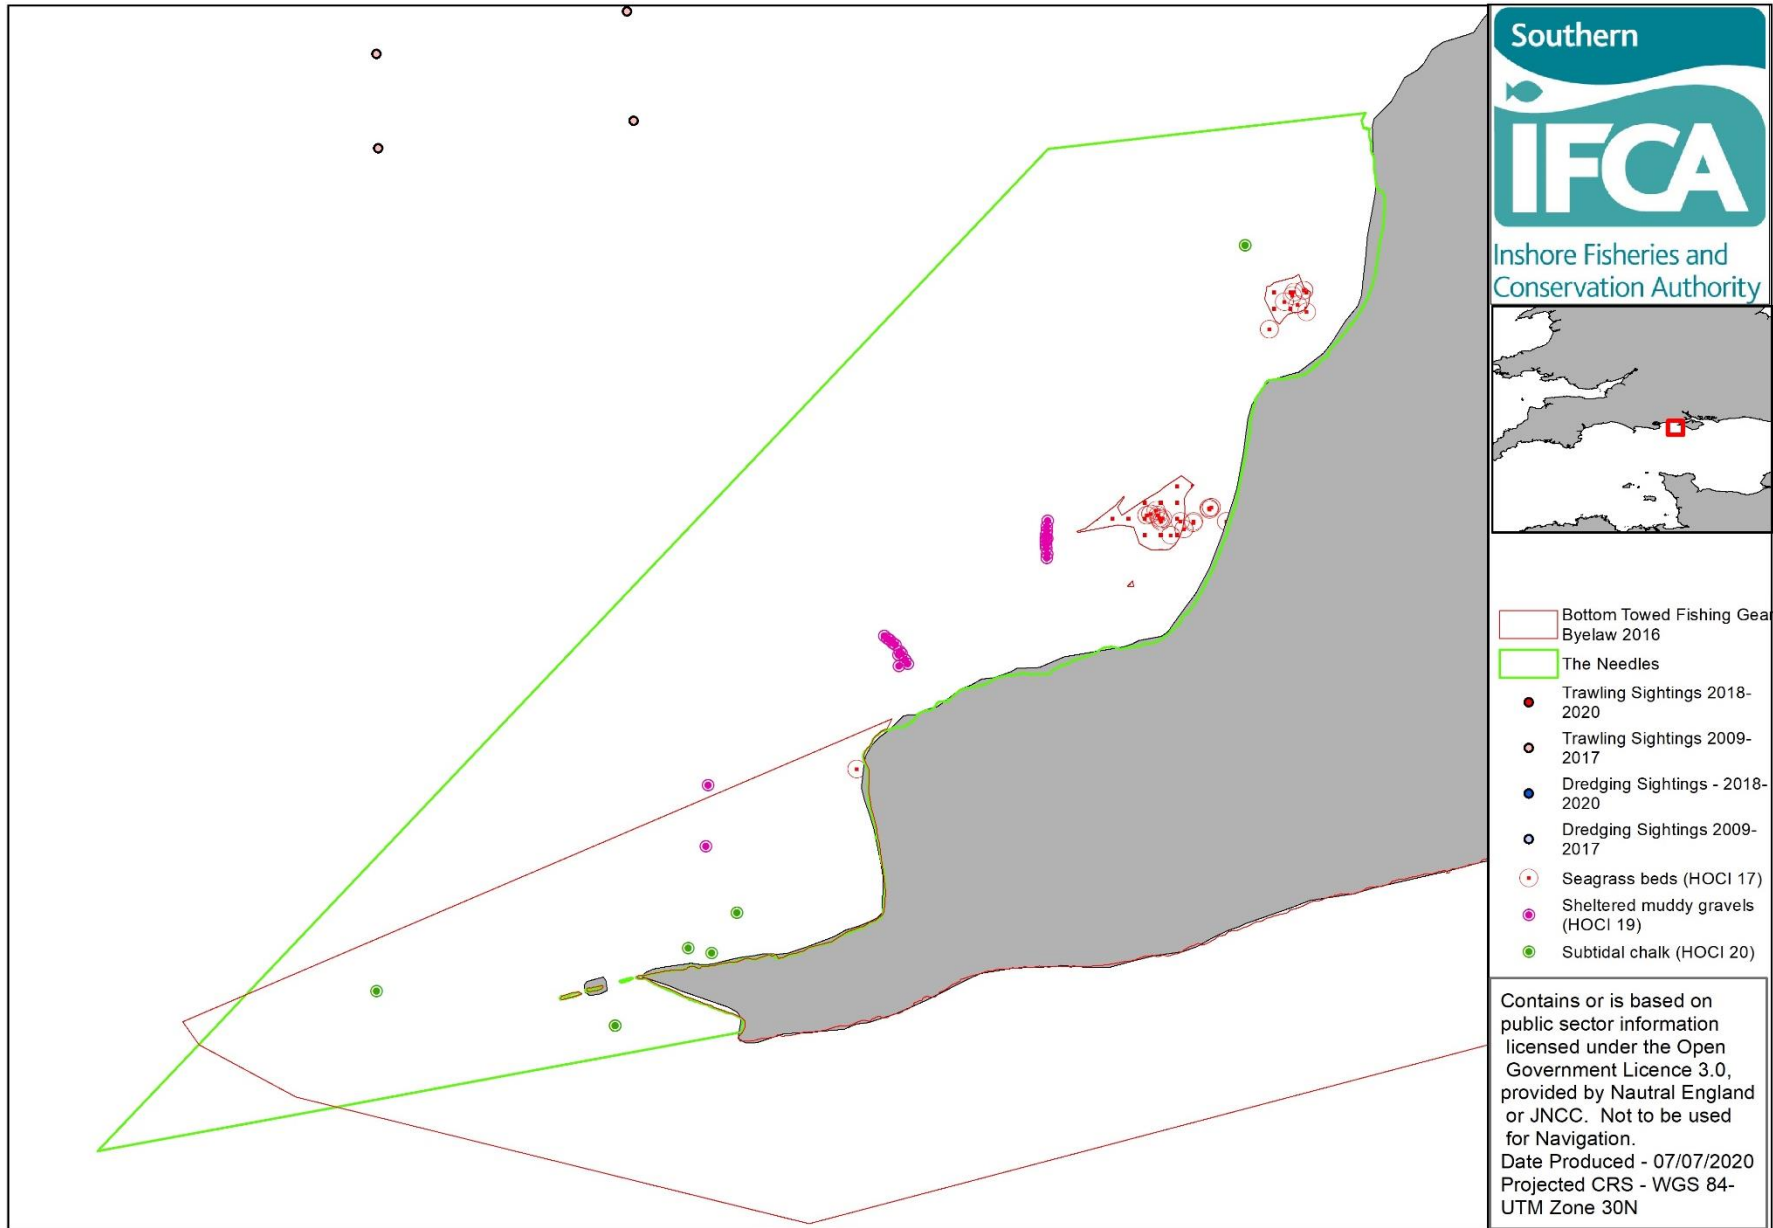 Southern
IFCA
Inshore Fisheries and
Conservation Authority
Bottom Towed Fishing Gear
Byelaw 2016
The Needles
Trawling Sightings 2018-
2020
Trawling Sightings 2009-
2017
Dredging Sightings - 2018-
2020
Dredging Sightings 2009-
2017
Seagrass beds (HOCI 17)
Sheltered muddy gravels
(HOCI 19)
Subtidal chalk (HOCI 20)
Contains or is based on
public sector information
licensed under the Open
Government Licence 3.0,
provided by Nautral England
or JNCC. Not to be used
for Navigation.
Date Produced - 07/07/2020
Projected CRS - WGS 84-
UTM Zone 30N